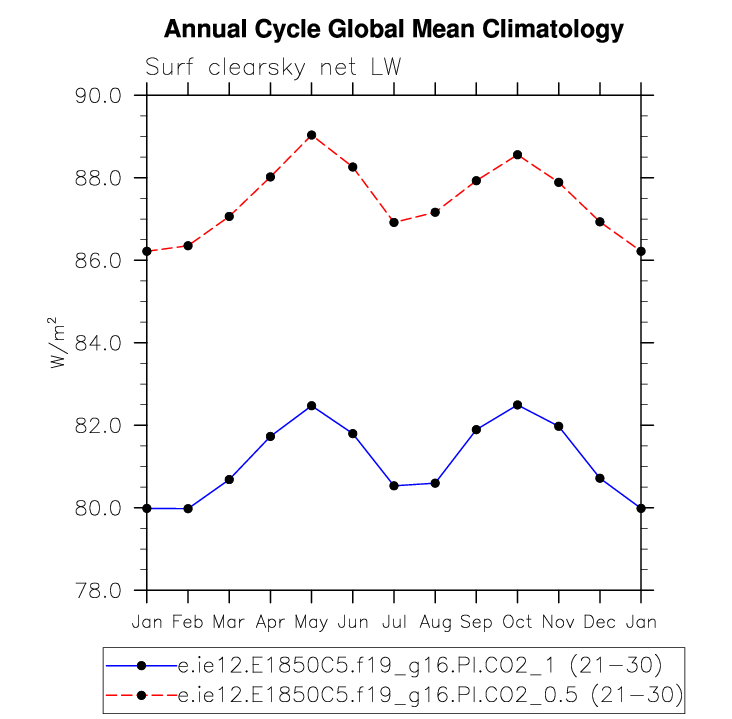 Annual Cycle Global Mean Climatology
Surf clearsky net LW
90.0
88.0
86.0
84.0
82.0
80.0
78.0
W/m²
Jan Feb Mar Apr May Jun Jul Aug Sep Oct Nov Dec Jan
e.ie12.E1850C5.f19_g16.PI.CO2_1 (21-30)
e.ie12.E1850C5.f19_g16.PI.CO2_0.5 (21-30)